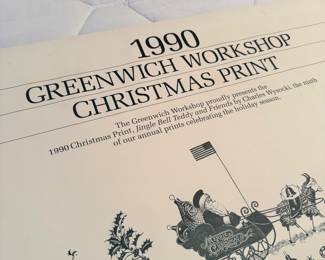 1990
GREENWICH WORKSHOP
CHRISTMAS PRINT
The Greenwich Workshop proudly presents the
1990 Christmas Print, Jingle Bell Teddy and Friends by Charles Wysocki, the ninth
of our annual prints celebrating the holiday season.